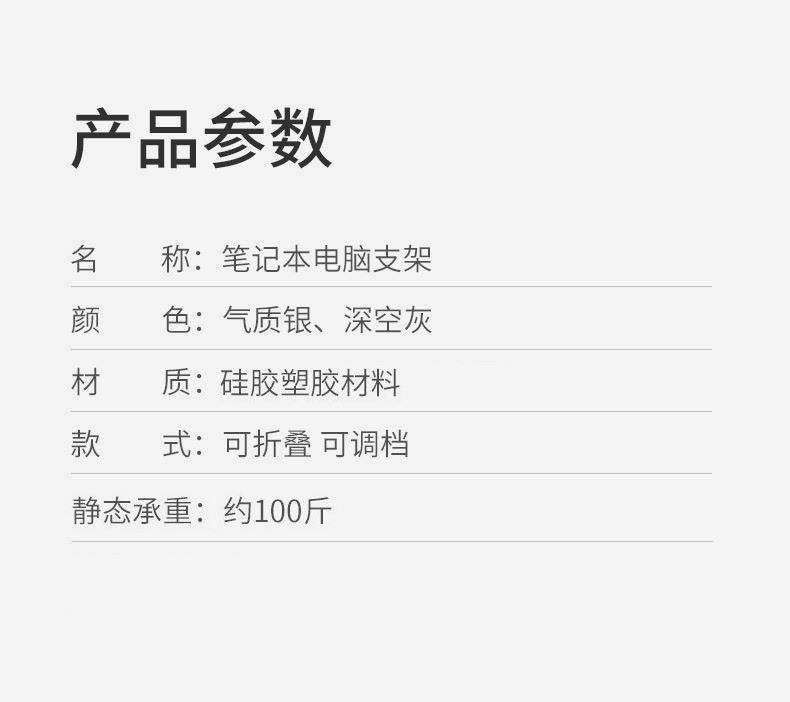 产品参数
名 称：笔记本电脑支架
颜 色：气质银、深空灰
材 质：硅胶塑胶材料
款 式：可折叠 可调档
静态承重：约100斤